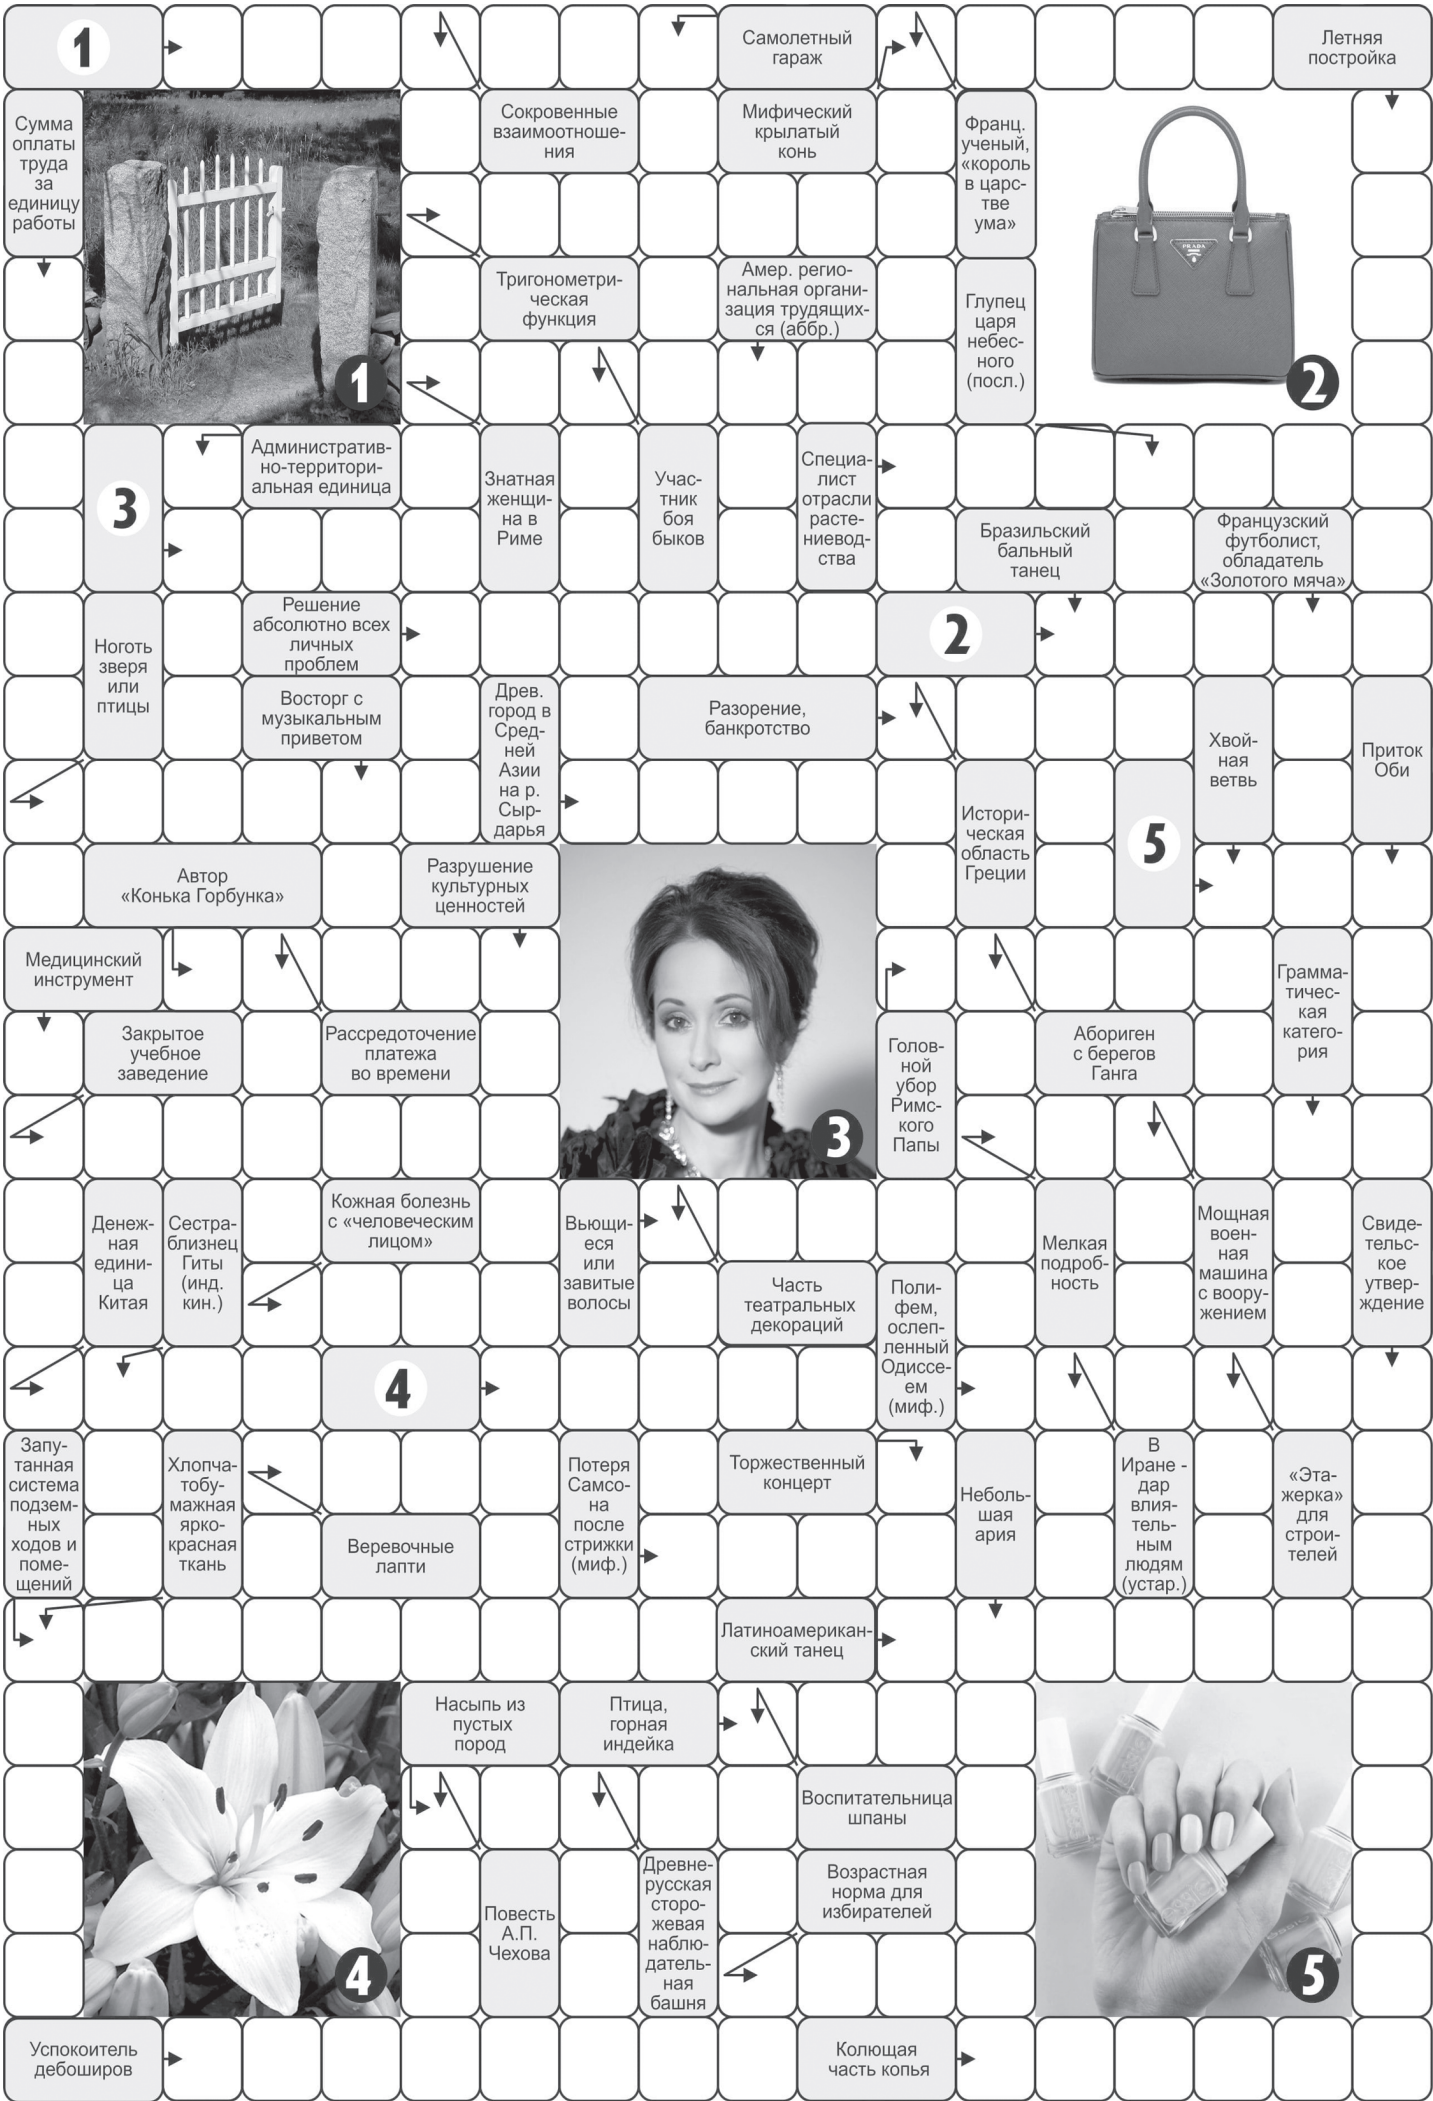 1
Самолетный
гараж
Летняя
постройка
Сумма
оплаты
труда
за
единицу
работы
Сокровенные
взаимоотноше-
ния
Мифический
крылатый
конь
Франц.
ученый,
«король
в царс-
тве
ума»
PRADA
Тригонометри-
ческая
функция
Амер. регио-
нальная органи-
зация трудящих-
ся (аббр.)
Глупец
царя
небес-
ного
(посл.)
1
2
3
Административ-
но-территори-
альная единица
Знатная
женщи-
на в
Риме
Учас-
тник
боя
быков
Специа-
лист
отрасли
расте-
ниевод-
ства
Бразильский
бальный
танец
Французский
футболист,
обладатель
«Золотого мяча»
Ноготь
зверя
или
птицы
Решение
абсолютно всех
личных
проблем
2
Восторг с
музыкальным
приветом
Древ.
город в
Сред-
ней
Азии
на р.
Сыр-
дарья
Разорение,
банкротство
Хвой-
ная
ветвь
Приток
Оби
Истори-
ческая
область
Греции
5
Автор
«Конька Горбунка»
Разрушение
культурных
ценностей
Медицинский
инструмент
Грамма-
тичес-
кая
катего-
рия
Закрытое
учебное
заведение
Рассредоточение
платежа
во времени
3
Голов-
ной
убор
Римс-
кого
Папы
Абориген
с берегов
Ганга
Денеж-
ная
едини-
ца
Китая
Сестра-
близнец
Гиты
(инд.
кин.)
Кожная болезнь
с «человеческим
лицом»
Вьющи-
еся
или
завитые
волосы
Часть
театральных
декораций
Поли-
фем,
ослеп-
ленный
Одиссе-
ем
(миф.)
Мелкая
подроб-
ность
Мощная
воен-
ная
машина
с воору-
жением
Свиде-
тельс-
кое
утвер-
ждение
4
Запу-
танная
система
подзем-
ных
ходов и
поме-
щений
Хлопча-
тобу-
мажная
ярко-
красная
ткань
Веревочные
лапти
Потеря
Самсо-
на
после
стрижки
(миф.)
Торжественный
концерт
Неболь-
шая
ария
В
Иране -
дар
влия-
тель-
ным
людям
(устар.)
«Эта-
жерка»
для
строи-
телей
Латиноамерикан-
ский танец
Насыпь из
пустых
пород
Птица,
горная
индейка
Воспитательница
шпаны
4
Повесть
А.П.
Чехова
Древне-
русская
сторо-
жевая
наблю-
датель-
ная
башня
Возрастная
норма для
избирателей
essie
5
Успокоитель
дебоширов
Колющая
часть копья